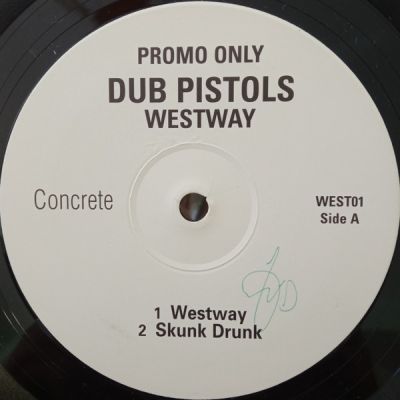 PROMO ONLY
DUB PISTOLS
WESTWAY
Concrete
WEST01
Side A
1 Westway
2 Skunk Drunk